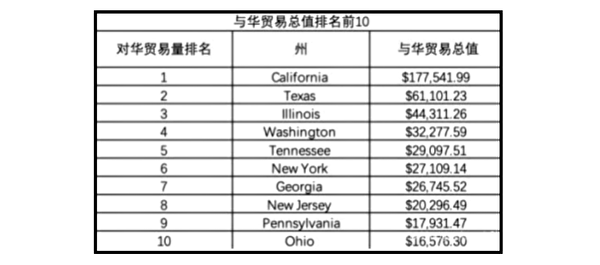 与华贸易总值排名前10
对华贸易量排名 州 与华贸易总值
1 California $177,541.99
2 Texas $61,101.23
3 Illinois $44,311.26
4 Washington $32,277.59
5 Tennessee $29,097.51
6 New York $27,109.14
7 Georgia $26,745.52
8 New Jersey $20,296.49
9 Pennsylvania $17,931.47
10 Ohio $16,576.30